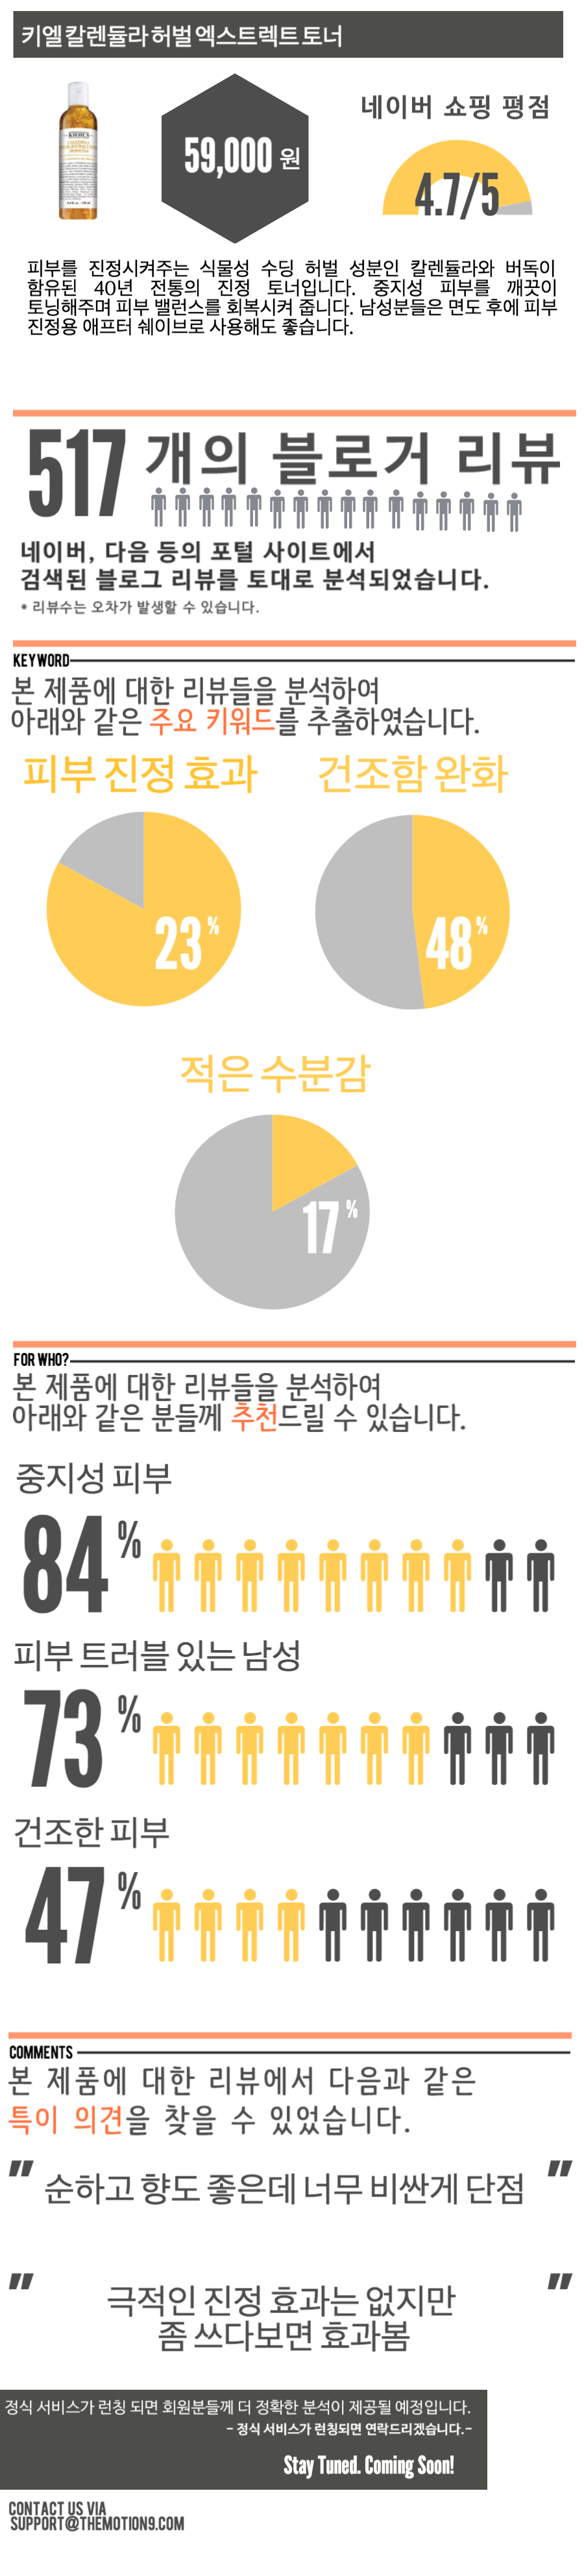 키엘 칼렌듈라 허벌 엑스트렉트 토너
59,000 원
네이버 쇼핑 평점
4.7/5
KIEHL'S
피부를 진정시켜주는 식물성 수딩 허벌 성분인 칼렌듈라와 버독이
함유된 40년 전통의 진정 토너입니다. 중지성 피부를 깨끗이
토닝해주며 피부 밸런스를 회복시켜 줍니다. 남성분들은 면도 후에 피부
진정용 애프터 쉐이브로 사용해도 좋습니다.
517 개의 블로거 리뷰
네이버, 다음 등의 포털 사이트에서
검색된 블로그 리뷰를 토대로 분석되었습니다.
* 리뷰수는 오차가 발생할 수 있습니다.
KEYWORD
본 제품에 대한 리뷰들을 분석하여
아래와 같은 주요 키워드를 추출하였습니다.
피부 진정 효과
건조함 완화
23%
48%
적은 수분감
17%
FOR WHO?
본 제품에 대한 리뷰들을 분석하여
아래와 같은 분들께 추천드릴 수 있습니다.
중지성 피부
84%
피부 트러블 있는 남성
73%
건조한 피부
47%
COMMENTS
본 제품에 대한 리뷰에서 다음과 같은
특이 의견을 찾을 수 있었습니다.
" 순하고 향도 좋은데 너무 비싼게 단점 "
" 극적인 진정 효과는 없지만 "
좀 쓰다보면 효과봄
정식 서비스가 런칭 되면 회원분들께 더 정확한 분석이 제공될 예정입니다.
- 정식 서비스가 런칭되면 연락드리겠습니다.-
Stay Tuned. Coming Soon!
CONTACT US VIA
SUPPORT@THEMOTION9.COM